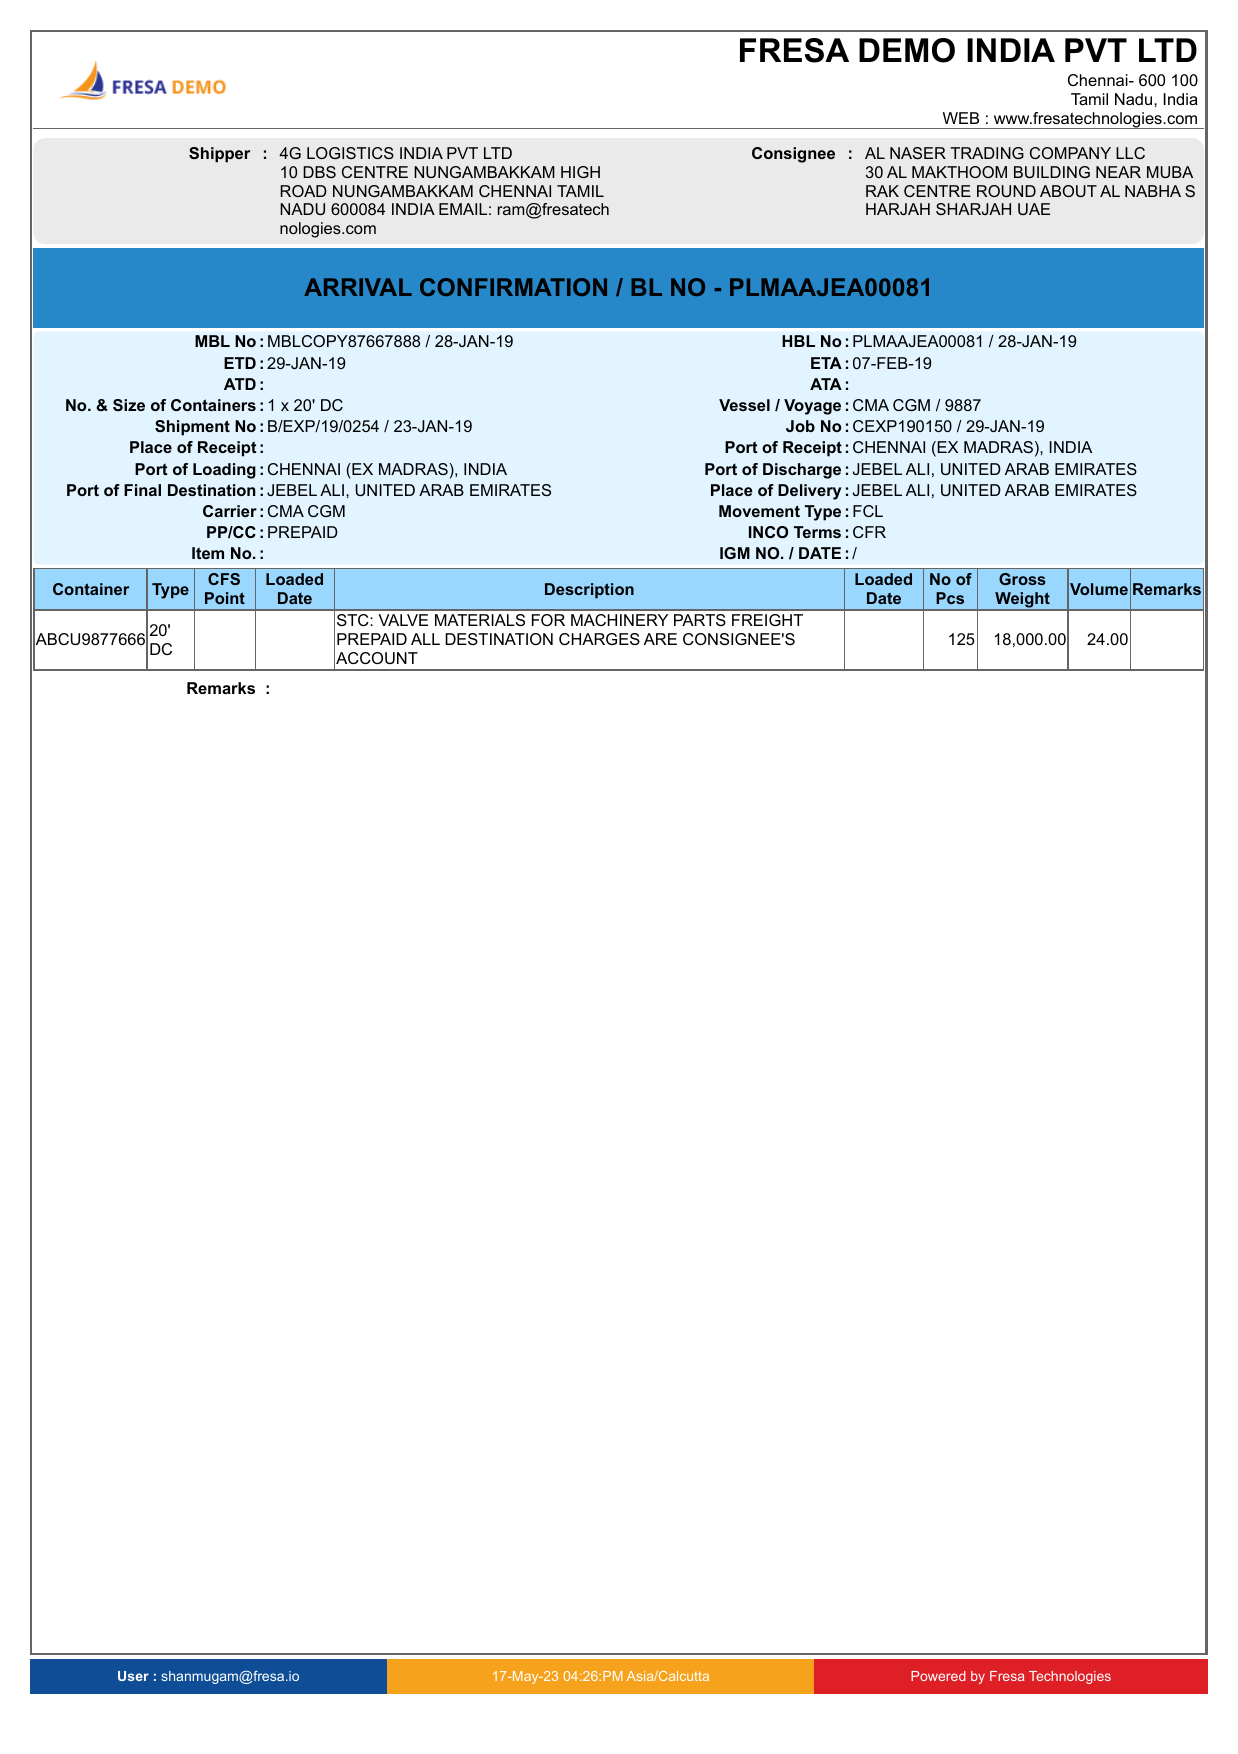 FRESA DEMO
FRESA DEMO INDIA PVT LTD
Chennai- 600 100
Tamil Nadu, India
WEB : www.fresatechnologies.com
Shipper : 4G LOGISTICS INDIA PVT LTD
10 DBS CENTRE NUNGAMBAKKAM HIGH
ROAD NUNGAMBAKKAM CHENNAI TAMIL
NADU 600084 INDIA EMAIL: ram@fresatech
nologies.com
Consignee : AL NASER TRADING COMPANY LLC
30 AL MAKTHOOM BUILDING NEAR MUBA
RAK CENTRE ROUND ABOUT AL NABHA S
HARJAH SHARJAH UAE
ARRIVAL CONFIRMATION / BL NO - PLMAAJEA00081
MBL No : MBLCOPY87667888 / 28-JAN-19 HBL No : PLMAAJEA00081 / 28-JAN-19
ETD : 29-JAN-19 ETA : 07-FEB-19
ATD : ATA :
No. & Size of Containers : 1 x 20' DC Vessel / Voyage : CMA CGM / 9887
Shipment No : B/EXP/19/0254 / 23-JAN-19 Job No : CEXP190150 / 29-JAN-19
Place of Receipt : Port of Receipt : CHENNAI (EX MADRAS), INDIA
Port of Loading : CHENNAI (EX MADRAS), INDIA Port of Discharge : JEBEL ALI, UNITED ARAB EMIRATES
Port of Final Destination : JEBEL ALI, UNITED ARAB EMIRATES Place of Delivery : JEBEL ALI, UNITED ARAB EMIRATES
Carrier : CMA CGM Movement Type : FCL
PP/CC : PREPAID INCO Terms : CFR
Item No. : IGM NO. / DATE : /
Container Type CFS Point Loaded Date Description Loaded Date No of Pcs Gross Weight Volume Remarks
ABCU9877666 20' DC STC: VALVE MATERIALS FOR MACHINERY PARTS FREIGHT
PREPAID ALL DESTINATION CHARGES ARE CONSIGNEE'S
ACCOUNT 125 18,000.00 24.00
Remarks :
User : shanmugam@fresa.io 17-May-23 04:26:PM Asia/Calcutta Powered by Fresa Technologies